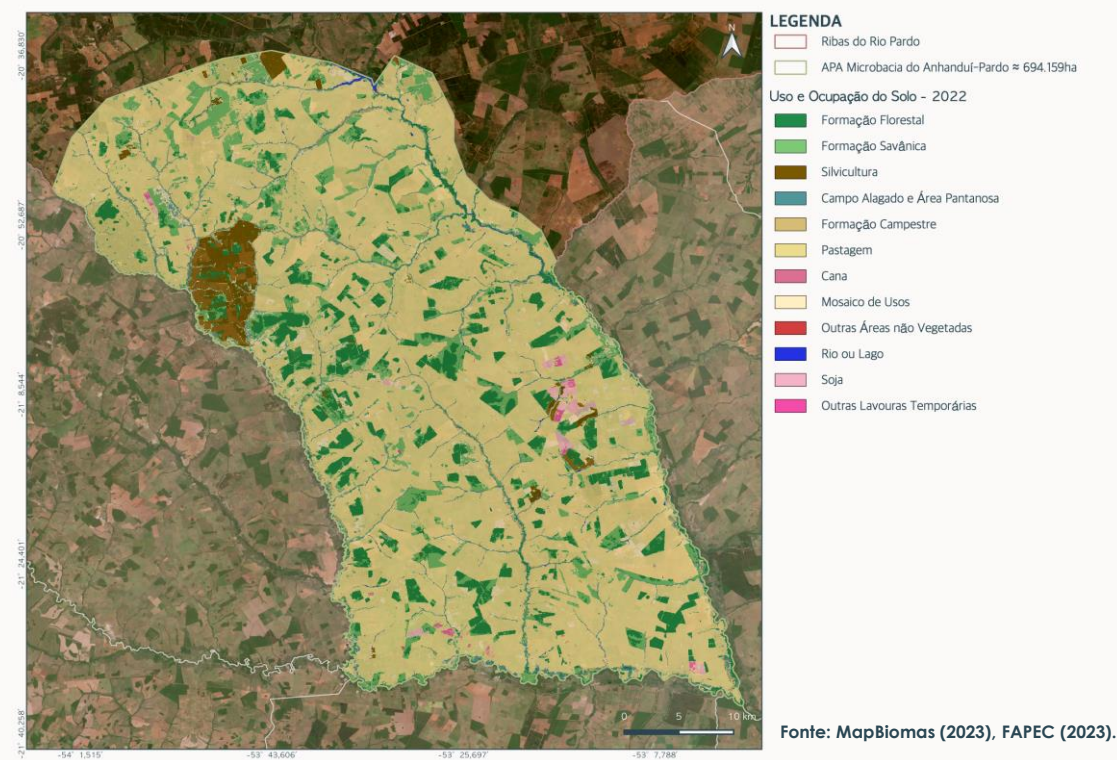 LEGENDA
Ribas do Rio Pardo
APA Microbacia do Anhanduí-Pardo ≈ 694.159ha
Uso e Ocupação do Solo - 2022
Formação Florestal
Formação Savânica
Silvicultura
Campo Alagado e Área Pantanosa
Formação Campestre
Pastagem
Cana
Mosaico de Usos
Outras Áreas não Vegetadas
Rio ou Lago
Soja
Outras Lavouras Temporárias
N
-20° 36,830'
-20° 52,687'
-21° 8,544'
-21° 24,401'
-21° 40,258'
0 5 10 km
-54° 1,515'
-53° 43,606'
-53° 25,697'
-53° 7,788'
Fonte: MapBiomas (2023), FAPEC (2023).